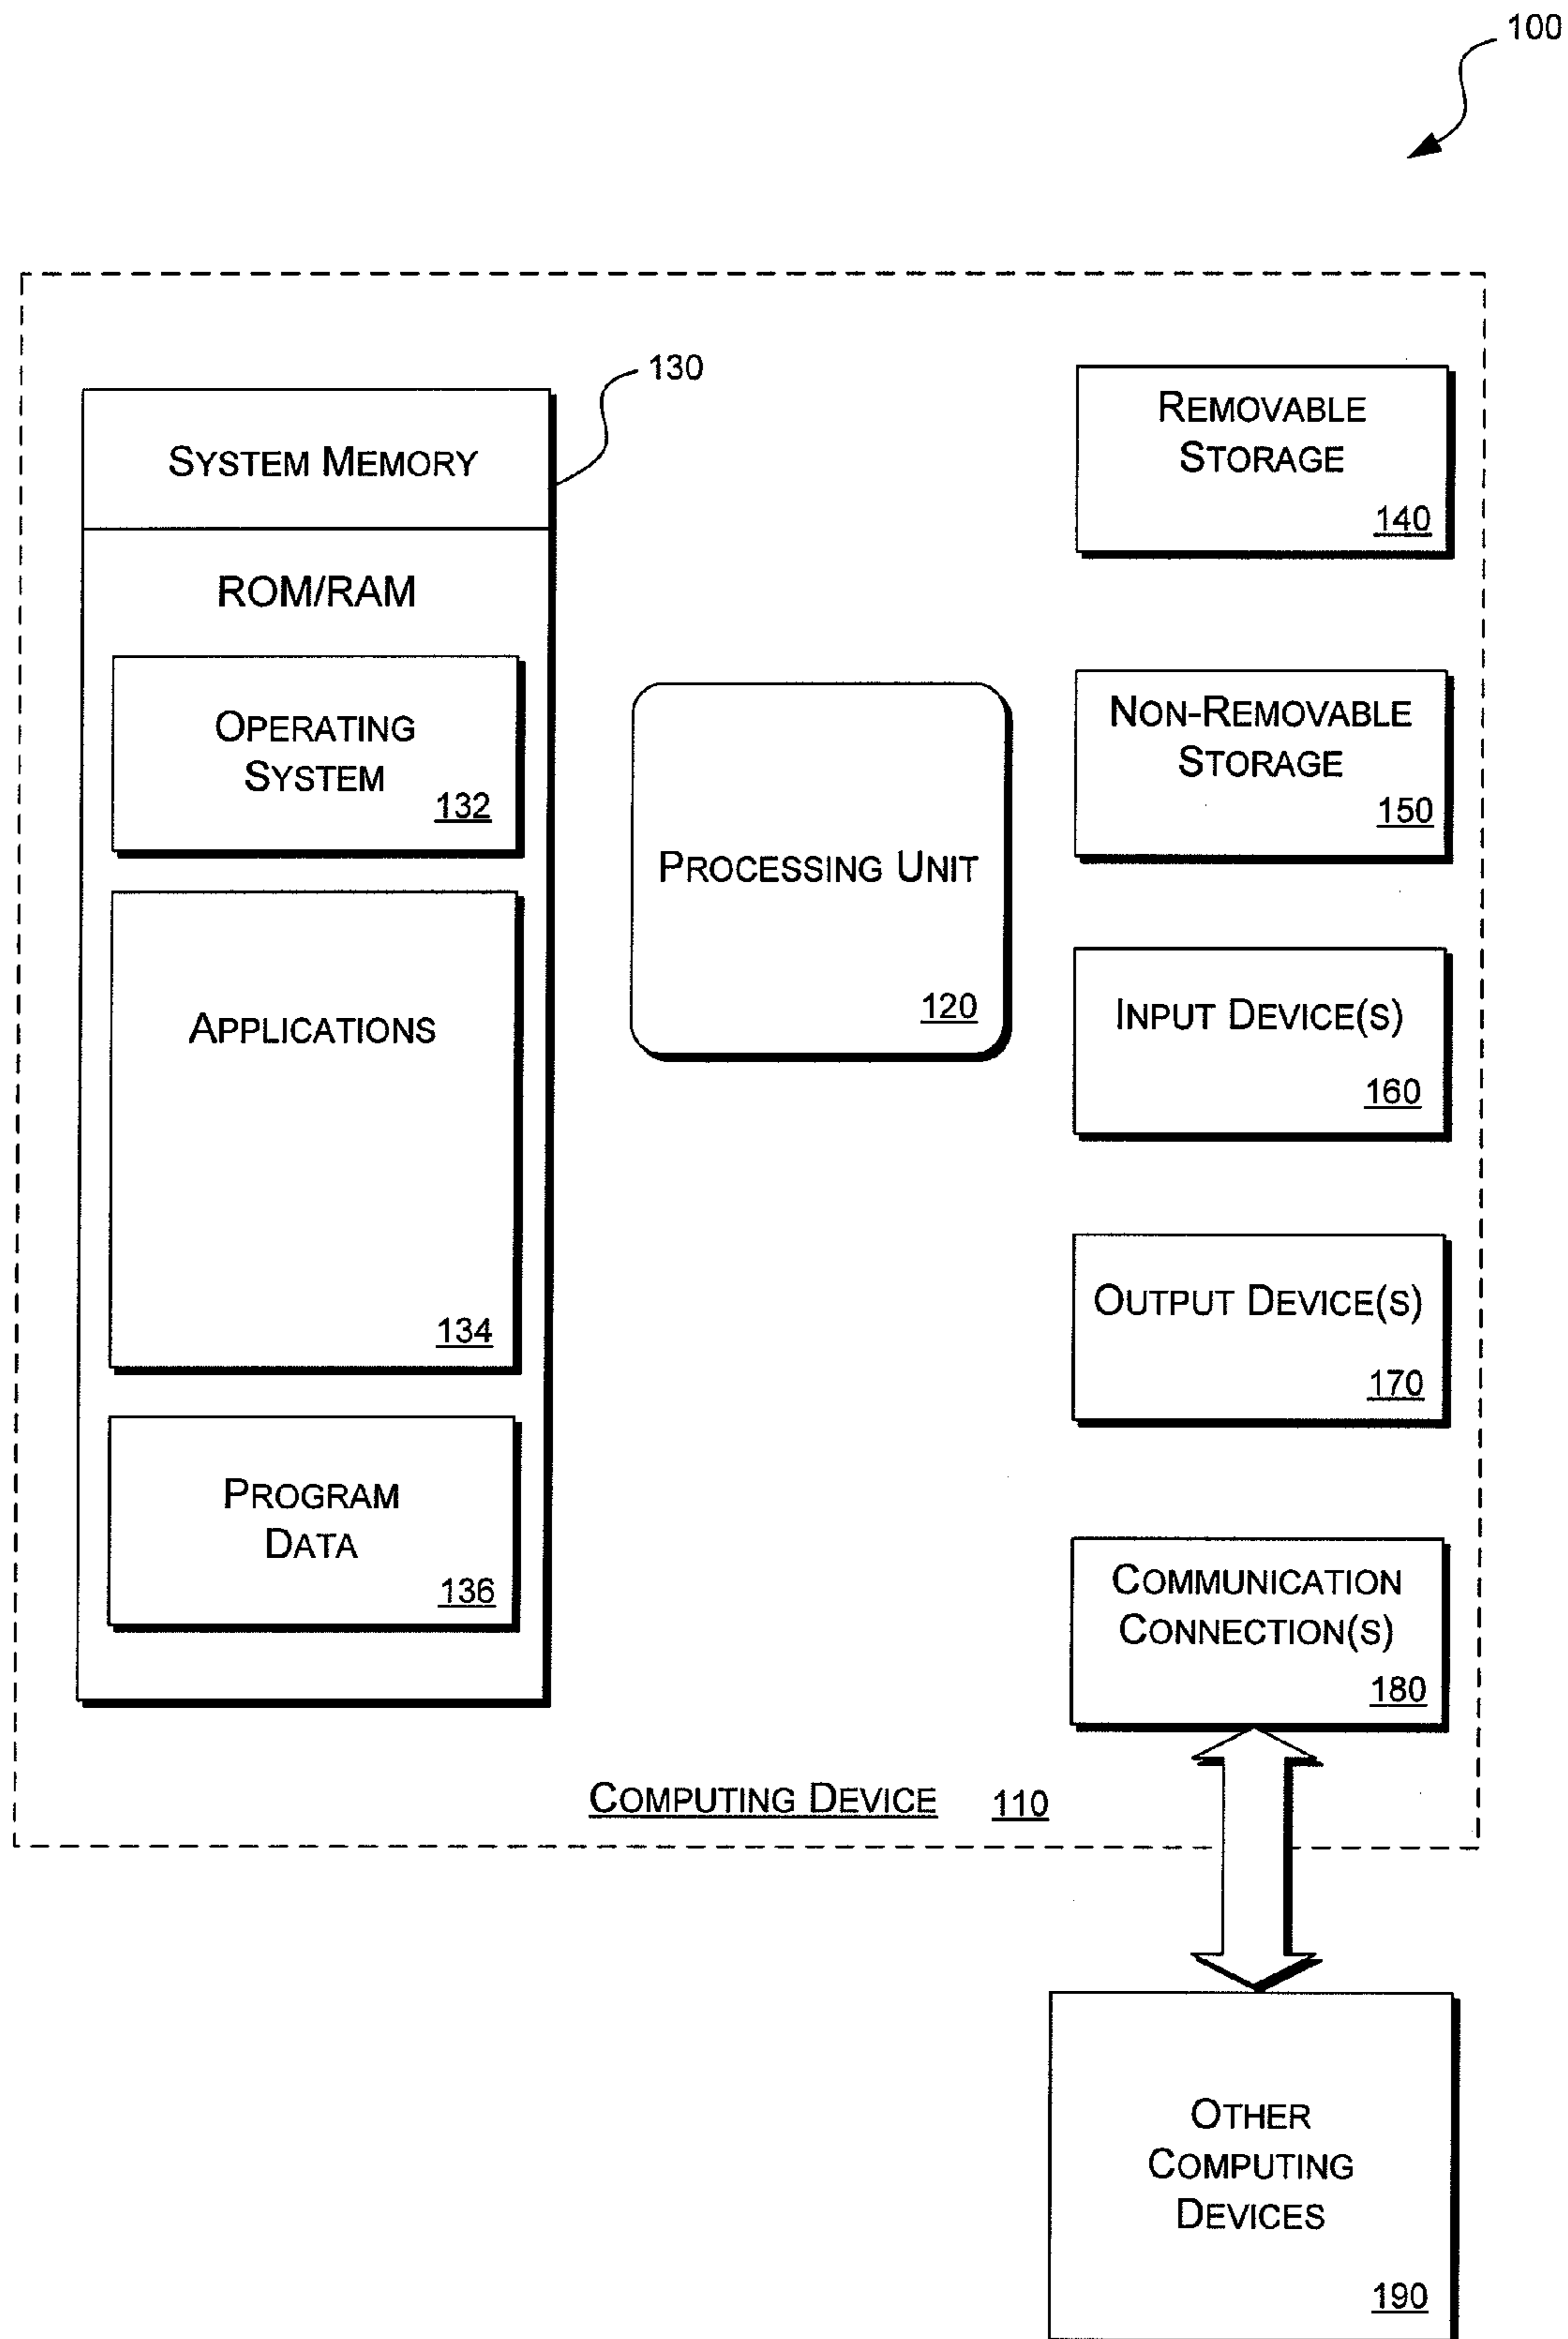 100
130
SYSTEM MEMORY
ROM/RAM
OPERATING
SYSTEM
132
APPLICATIONS
134
PROGRAM
DATA
136
PROCESSING UNIT
120
REMOVABLE
STORAGE
140
NON-REMOVABLE
STORAGE
150
INPUT DEVICE(S)
160
OUTPUT DEVICE(S)
170
COMMUNICATION
CONNECTION(S)
180
COMPUTING DEVICE 110
OTHER
COMPUTING
DEVICES
190